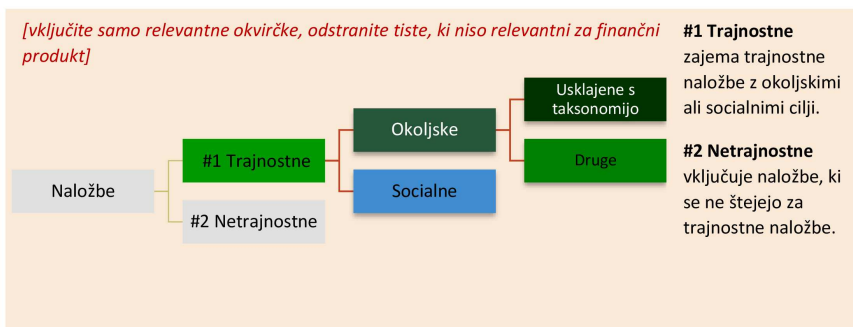 [vključite samo relevantne okvirčke, odstranite tiste, ki niso relevantni za finančni
produkt]
Naložbe
#1 Trajnostne
#2 Netrajnostne
Okoljske
Socialne
Usklajene s
taksonomijo
Druge
#1 Trajnostne
zajema trajnostne
naložbe z okoljskimi
ali socialnimi cilji.
#2 Netrajnostne
vključuje naložbe, ki
se ne štejejo za
trajnostne naložbe.